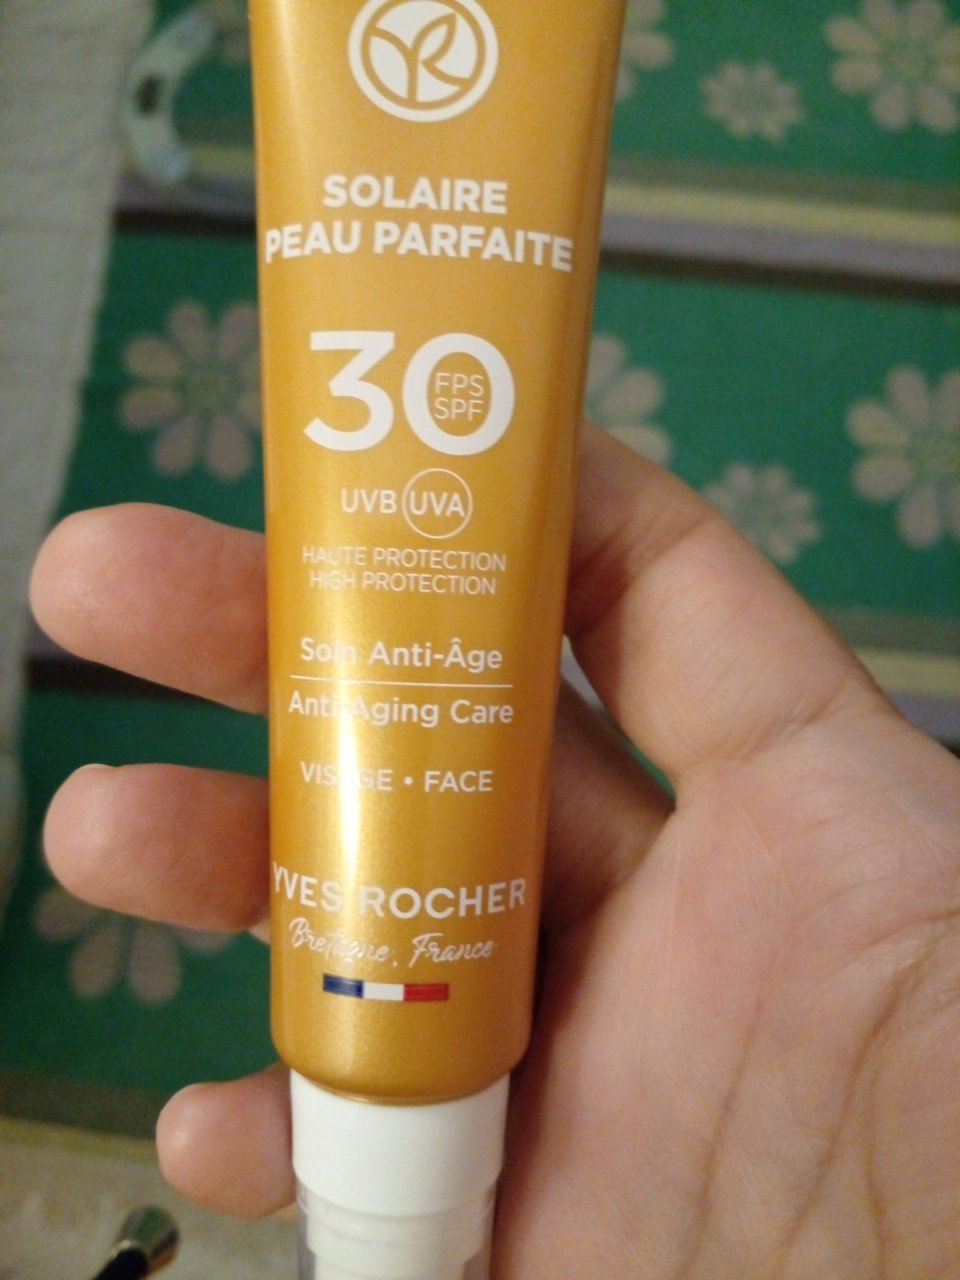 SOLAIRE
PEAU PARFAITE
30
FPS
SPF
UVB UVA
HAUTE PROTECTION
HIGH PROTECTION
Soin Anti-Âge
Anti-Aging Care
VISAGE • FACE
YVES ROCHER
Bretagne, France